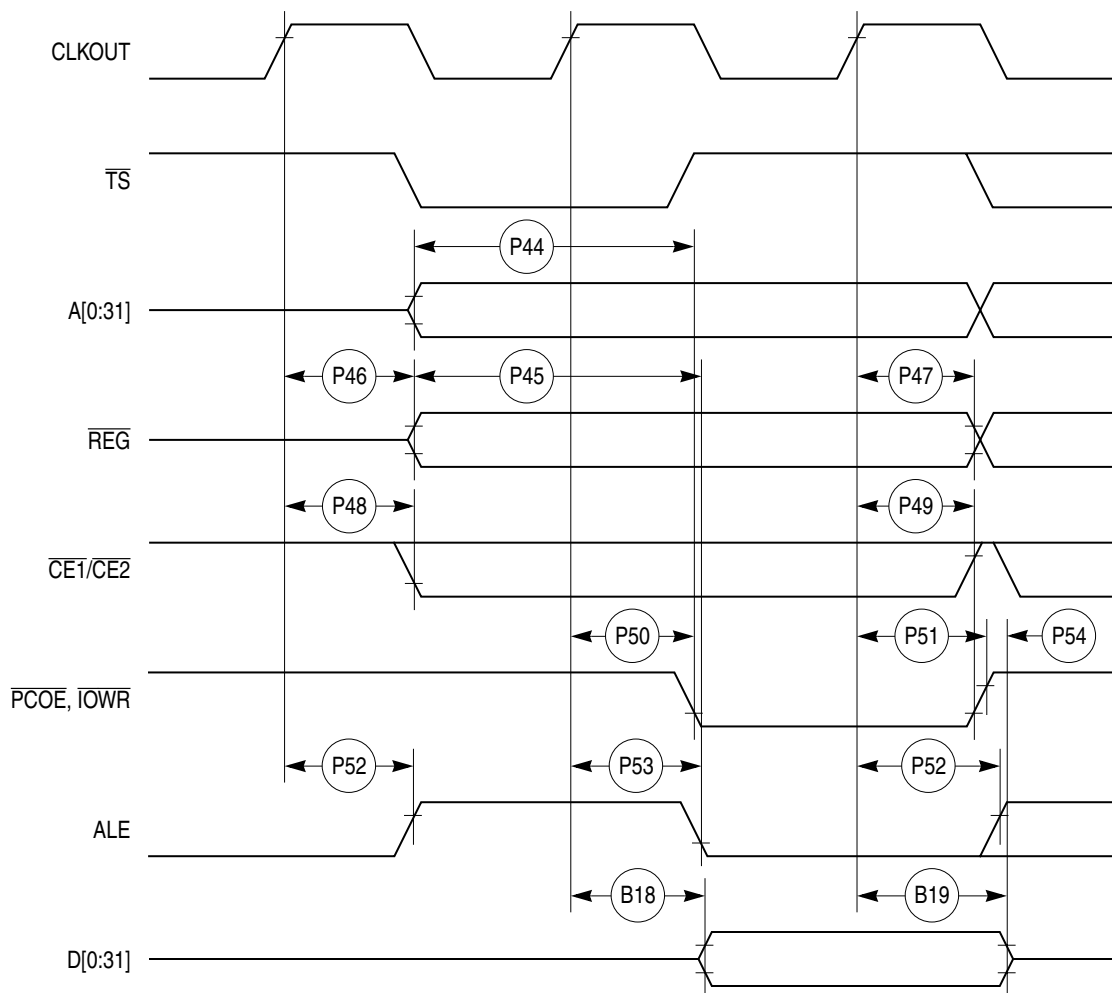 CLKOUT
TS
P44
A[0:31]
P46
P45
P47
REG
P48
P49
CE1/CE2
P50
P51
P54
PCOE, IOWR
P52
P53
P52
ALE
B18
B19
D[0:31]